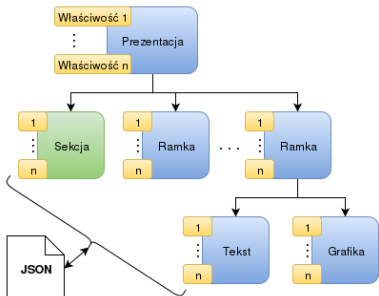 Właściwość 1
Prezentacja
Właściwość n
1
Sekcja
n
1
Ramka
n
. . .
1
Ramka
n
1
Tekst
n
1
Grafika
n
JSON